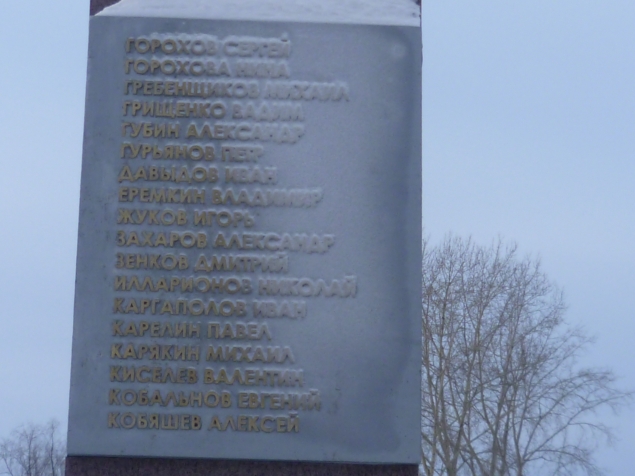 ГОРОХОВ СЕРГЕЙ
ГОРОХОВА НИНА
ГРЕБЕНЩИКОВ МИХАИЛ
ГРИЩЕНКО ВАДИМ
ГУБИН АЛЕКСАНДР
ГУРЬЯНОВ ПЕТР
ДАВЫДОВ ИВАН
ЕРЕМКИН ВЛАДИМИР
ЖУКОВ ИГОРЬ
ЗАХАРОВ АЛЕКСАНДР
ЗЕНКОВ ДМИТРИЙ
ИЛЛАРИОНОВ НИКОЛАЙ
КАРГАПОЛОВ ИВАН
КАРЕЛИН ПАВЕЛ
КАРЯКИН МИХАИЛ
КИСЕЛЕВ ВАЛЕНТИН
КОБАЛЬНОВ ЕВГЕНИЙ
КОБЯШЕВ АЛЕКСЕЙ